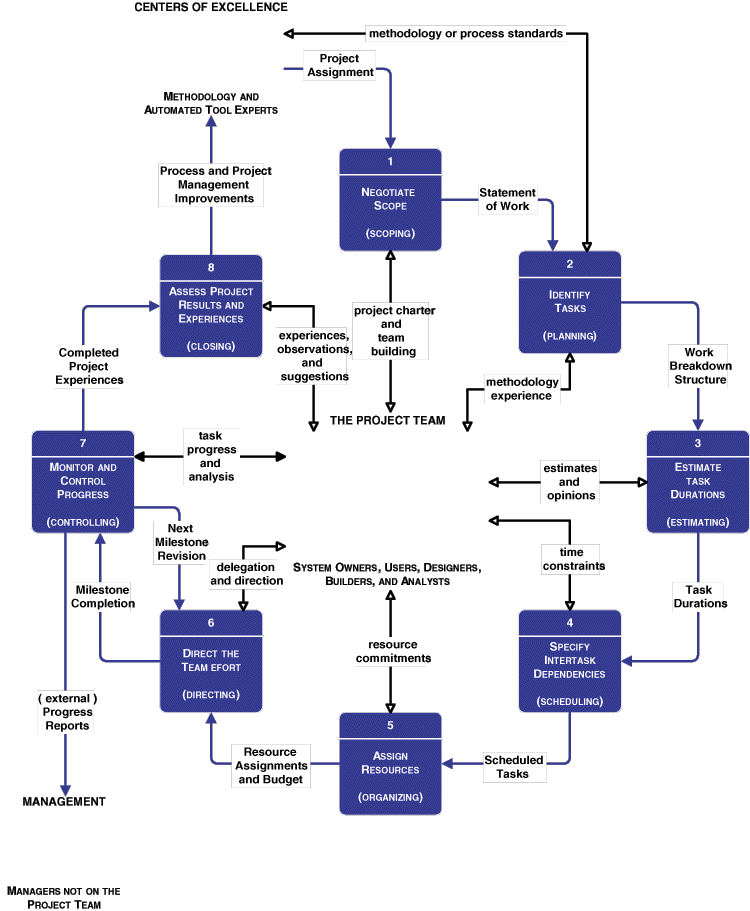 CENTERS OF EXCELLENCE
methodology or process standards
Project
Assignment
METHODOLOGY AND
AUTOMATED TOOL EXPERTS
1
NEGOTIATE
SCOPE
(SCOPING)
Process and Project
Management
Improvements
Statement
of Work
8
ASSESS PROJECT
RESULTS AND
EXPERIENCES
(CLOSING)
2
IDENTIFY
TASKS
(PLANNING)
project charter
and
team
building
experiences,
observations,
and
suggestions
Completed
Project
Experiences
Work
Breakdown
Structure
methodology
experience
THE PROJECT TEAM
7
MONITOR AND
CONTROL
PROGRESS
(CONTROLLING)
task
progress
and
analysis
3
ESTIMATE
TASK
DURATIONS
(ESTIMATING)
estimates
and
opinions
Next
Milestone
Revision
time
constraints
delegation
and direction
SYSTEM OWNERS, USERS, DESIGNERS,
BUILDERS, AND ANALYSTS
Milestone
Completion
Task
Durations
6
DIRECT THE
TEAM EFORT
(DIRECTING)
4
SPECIFY
INTERTASK
DEPENDENCIES
(SCHEDULING)
resource
commitments
( external )
Progress
Reports
5
ASSIGN
RESOURCES
(ORGANIZING)
Resource
Assignments
and Budget
Scheduled
Tasks
MANAGEMENT
MANAGERS NOT ON THE
PROJECT TEAM